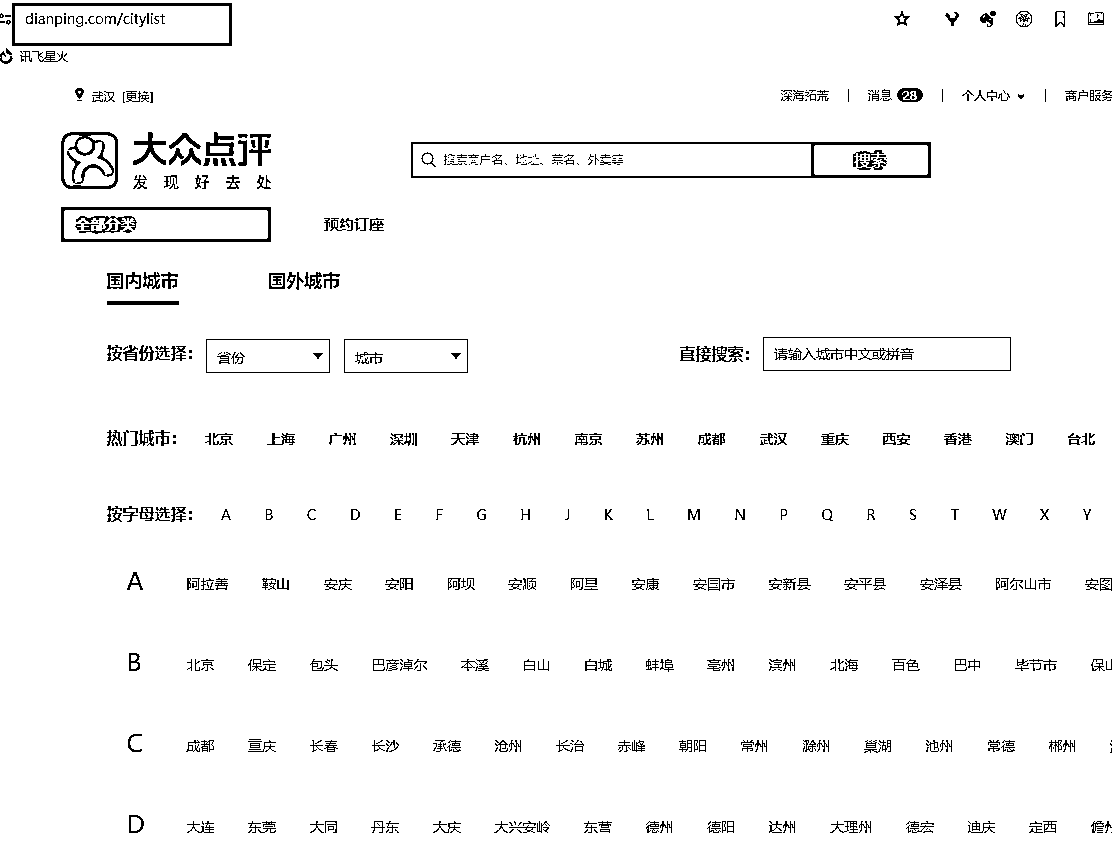 dianping.com/citylist
讯飞星火
武汉 [更换] 深海拓荒 | 消息 28 | 个人中心 | 商户服务
大众点评
发现好去处
搜索商户名、地址、菜名、外卖等 搜索
全部分类 预约订座
国内城市 国外城市
按省份选择: 省份 城市 直接搜索: 请输入城市中文或拼音
热门城市: 北京 上海 广州 深圳 天津 杭州 南京 苏州 成都 武汉 重庆 西安 香港 澳门 台北
按字母选择: A B C D E F G H J K L M N P Q R S T W X Y
A 阿拉善 鞍山 安庆 安阳 阿坝 安顺 阿里 安康 安国市 安新县 安平县 安泽县 阿尔山市 安图
B 北京 保定 包头 巴彦淖尔 本溪 白山 白城 蚌埠 亳州 滨州 北海 百色 巴中 毕节市 保山
C 成都 重庆 长春 长沙 承德 沧州 长治 赤峰 朝阳 常州 滁州 巢湖 池州 常德 郴州
D 大连 东莞 大同 丹东 大庆 大兴安岭 东营 德州 德阳 达州 大理州 德宏 迪庆 定西